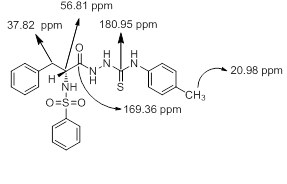 56.81 ppm
37.82 ppm
180.95 ppm
O
H
H
N
N
N
H
S
H
NH
O=S=O
CH3
20.98 ppm
169.36 ppm